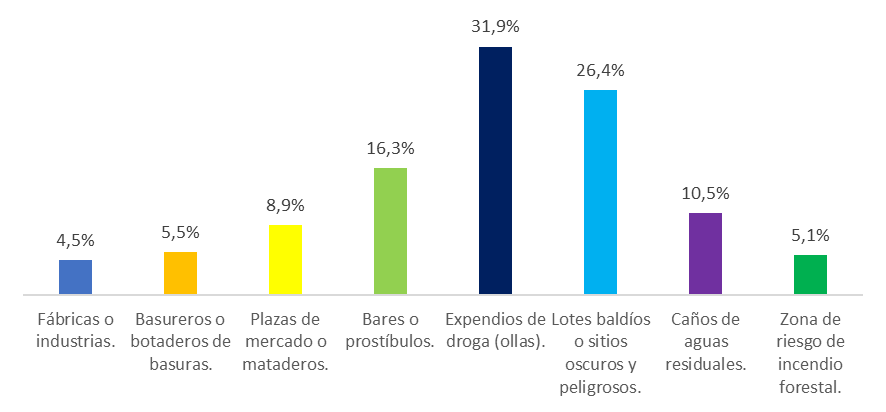 31,9%
26,4%
16,3%
10,5%
8,9%
5,5%
5,1%
4,5%
Fábricas o
industrias.
Basureros o
botaderos de
basuras.
Plazas de
mercado o
mataderos.
Bares o
prostíbulos.
Expendios de
droga (ollas).
Lotes baldíos
o sitios
oscuros y
peligrosos.
Caños de
aguas
residuales.
Zona de
riesgo de
incendio
forestal.